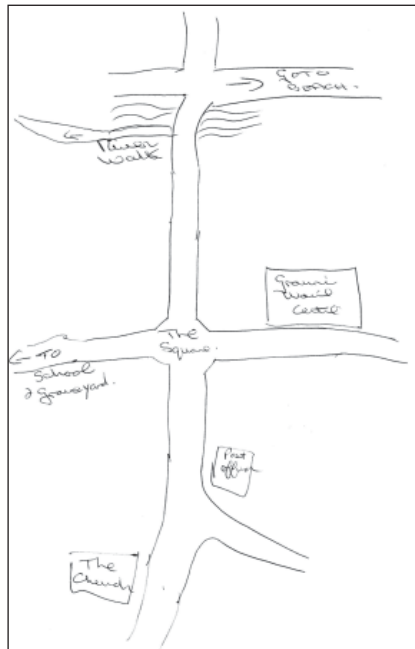 GO TO
BEACH.
River
Walk
Granuaile
Centre
The
Square.
← TO
School
& Graveyard.
Post
office
The
Church